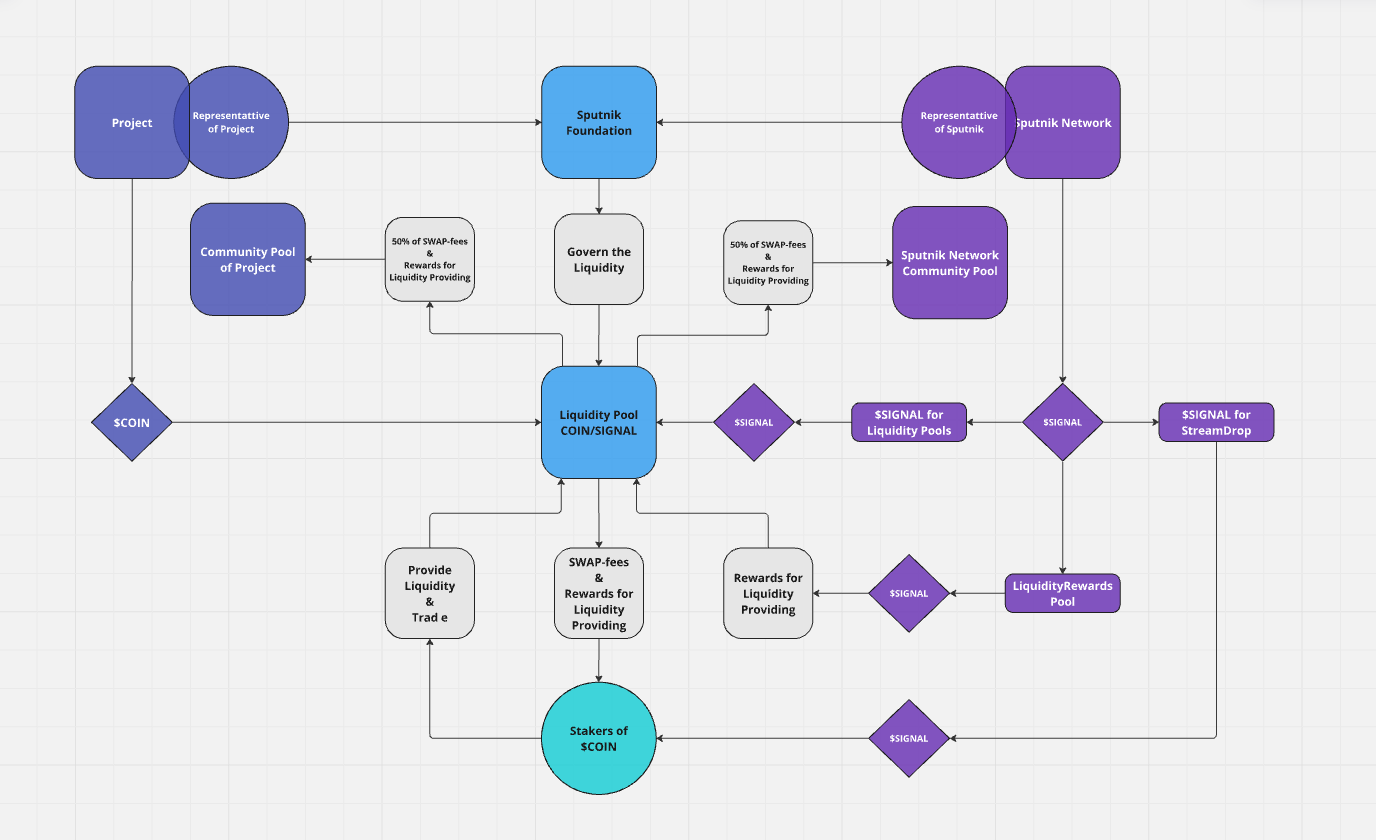 Project
Representattive
of Project
Sputnik
Foundation
Representattive
of Sputnik
Sputnik Network
Community Pool
of Project
50% of SWAP-fees
&
Rewards for
Liquidity Providing
Govern the
Liquidity
50% of SWAP-fees
&
Rewards for
Liquidity Providing
Sputnik Network
Community Pool
$COIN
Liquidity Pool
COIN/SIGNAL
$SIGNAL
$SIGNAL for
Liquidity Pools
$SIGNAL
$SIGNAL for
StreamDrop
Provide
Liquidity
&
Trad e
SWAP-fees
&
Rewards for
Liquidity
Providing
Rewards for
Liquidity
Providing
$SIGNAL
LiquidityRewards
Pool
Stakers of
$COIN
$SIGNAL